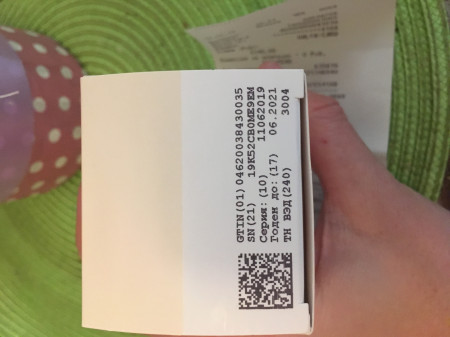 GTIN(01)04620038430035
SN(21) 19K52CB0ME9EM
Серия:(10) 11062019
Годен до:(17) 06.2021
ТН ВЭД(240) 3004